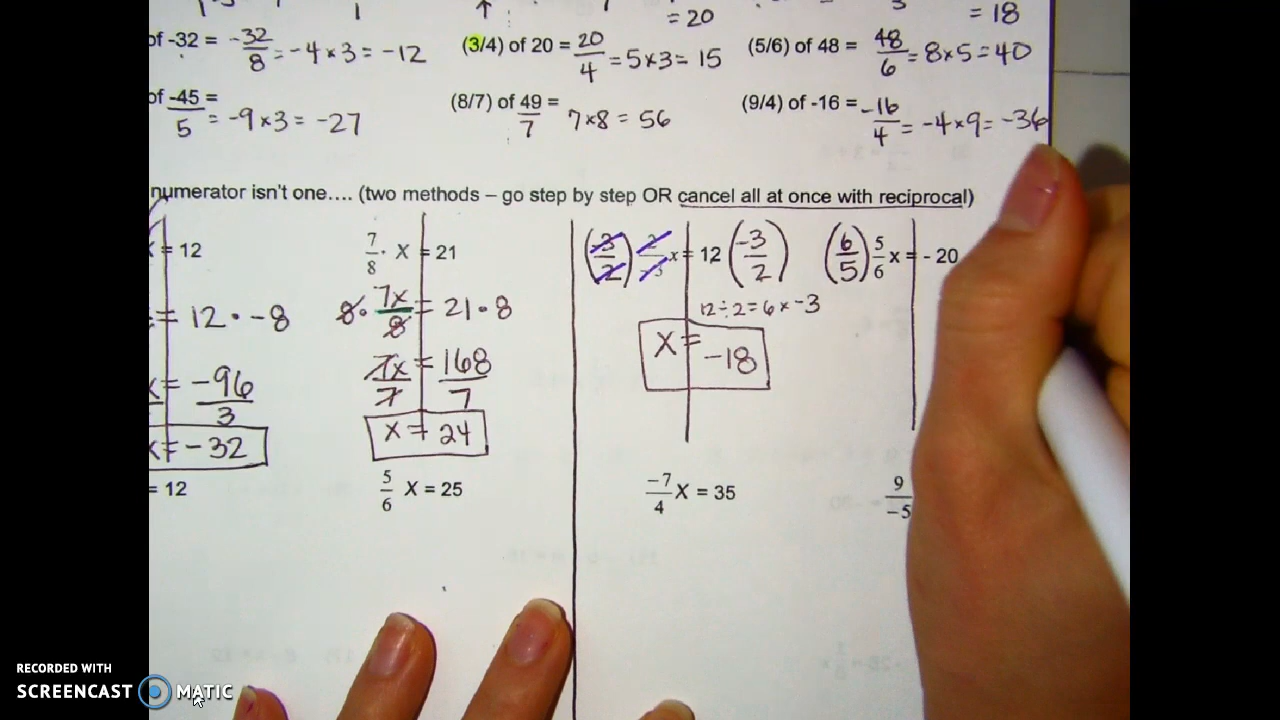 = 20
= 18
of -32 = -32/8 = -4 × 3 = -12
(3/4) of 20 = 20/4 = 5 × 3 = 15
(5/6) of 48 = 48/6 = 8 × 5 = 40
of -45/5 = = -9 × 3 = -27
(8/7) of 49/7 = 7 × 8 = 56
(9/4) of -16 = -16/4 = -4 × 9 = -36
numerator isn't one.... (two methods – go step by step OR cancel all at once with reciprocal)
= 12
= 12 · -8
= -96/3
x = -32
7/8 · X = 21
8 · 7x/8 = 21 · 8
7x/7 = 168/7
x = 24
(-3/2) 2/-3 x = 12 (-3/2)
12 ÷ 2 = 6 × -3
X = -18
(6/5) 5/6 x = - 20
= 12
5/6 X = 25
-7/4 X = 35
9/-5
RECORDED WITH
SCREENCAST MATIC